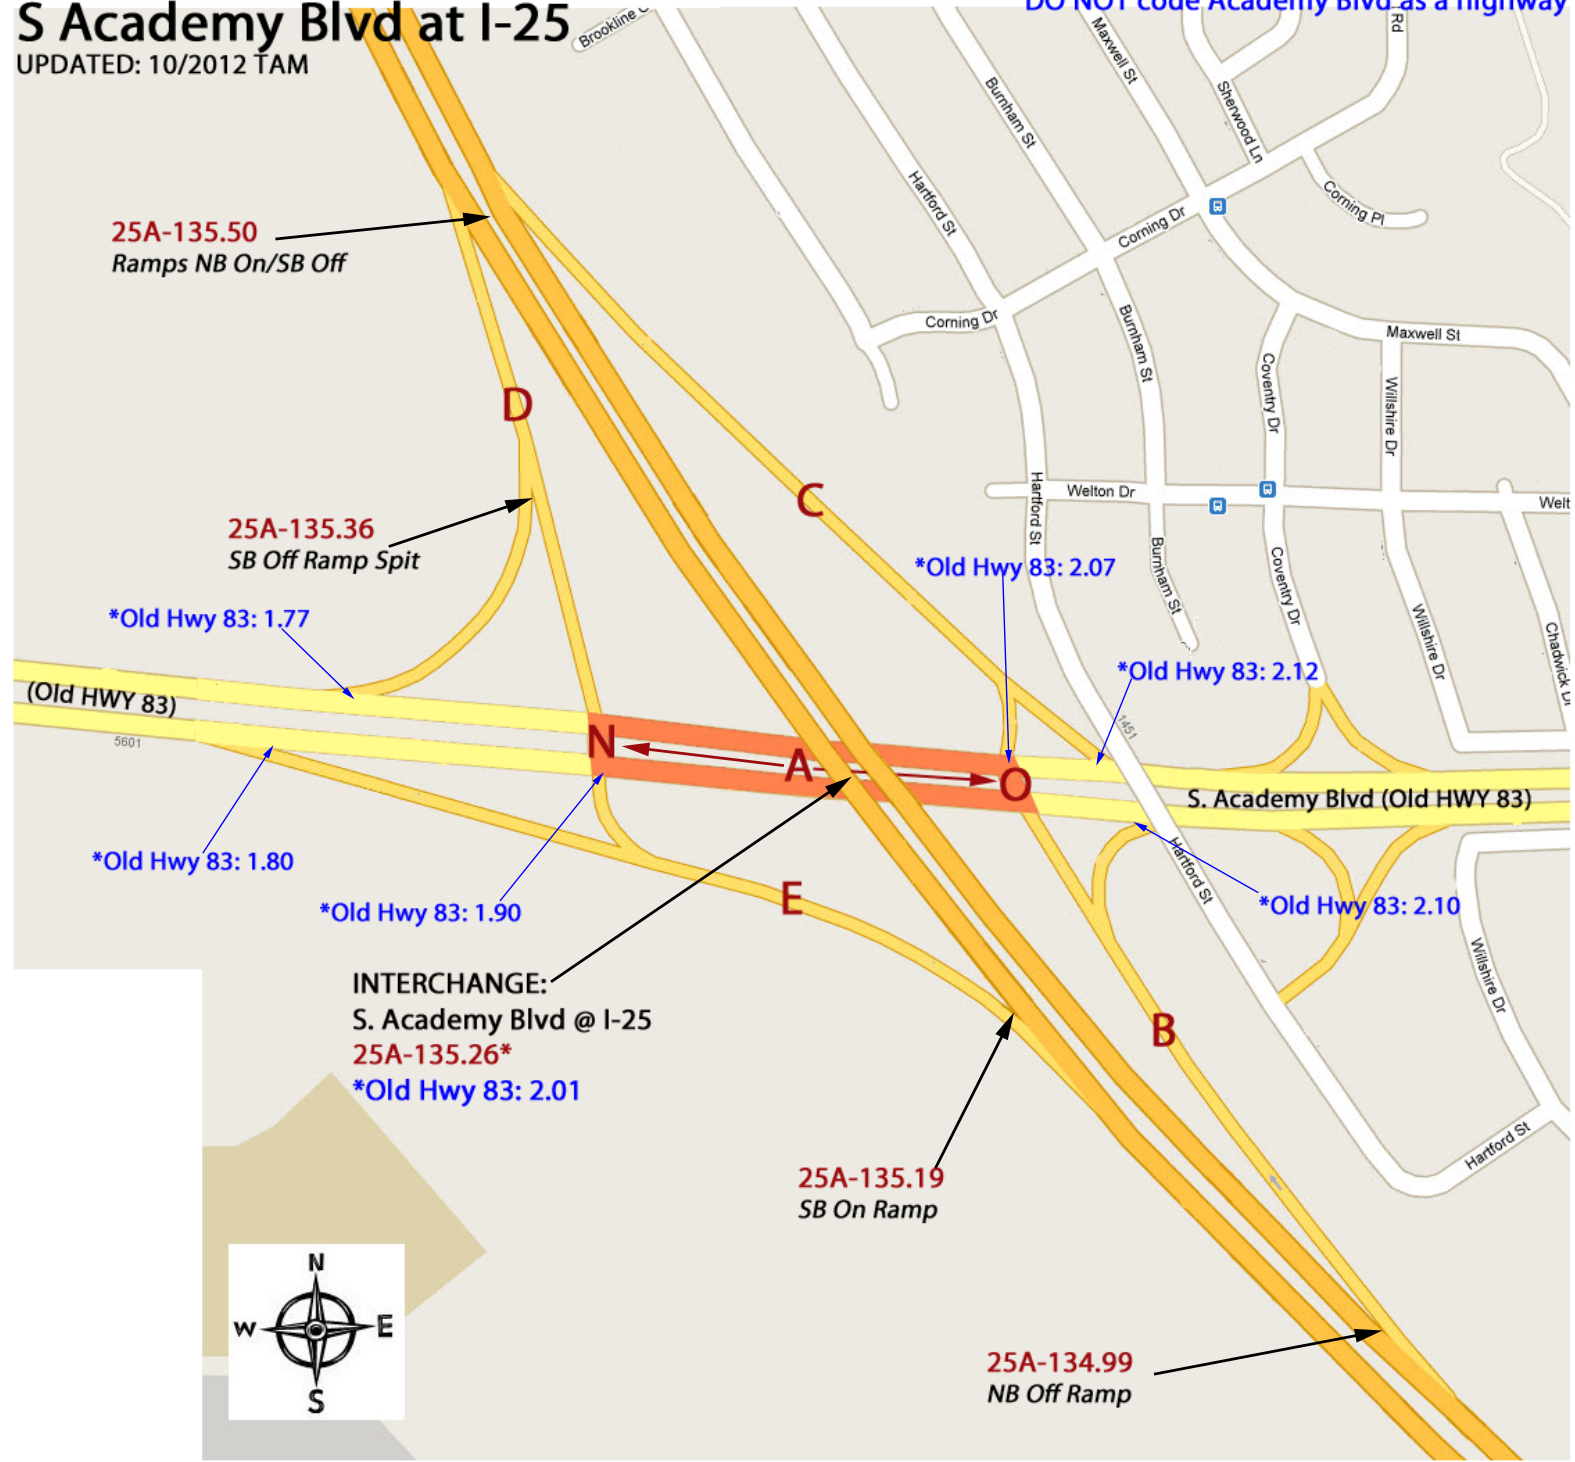 S Academy Blvd at I-25
DO NOT code Academy Blvd as a highway
UPDATED: 10/2012 TAM
Brookline
Maxwell St
Rd
Burnham St
Sherwood Ln
Hartford St
Corning Dr
Corning Pl
25A-135.50
Ramps NB On/SB Off
Corning Dr
Burnham St
Maxwell St
Coventry Dr
Willshire Dr
D
C
Hartford St
Welton Dr
Welt
25A-135.36
SB Off Ramp Spit
Burnham St
Coventry Dr
*Old Hwy 83: 2.07
*Old Hwy 83: 1.77
Willshire Dr
Chadwick Dr
*Old Hwy 83: 2.12
(Old HWY 83)
5601
1451
N
A
O
S. Academy Blvd (Old HWY 83)
*Old Hwy 83: 1.80
*Old Hwy 83: 1.90
E
Hartford St
*Old Hwy 83: 2.10
Willshire Dr
INTERCHANGE:
S. Academy Blvd @ I-25
25A-135.26*
*Old Hwy 83: 2.01
B
Hartford St
25A-135.19
SB On Ramp
N
W
E
S
25A-134.99
NB Off Ramp